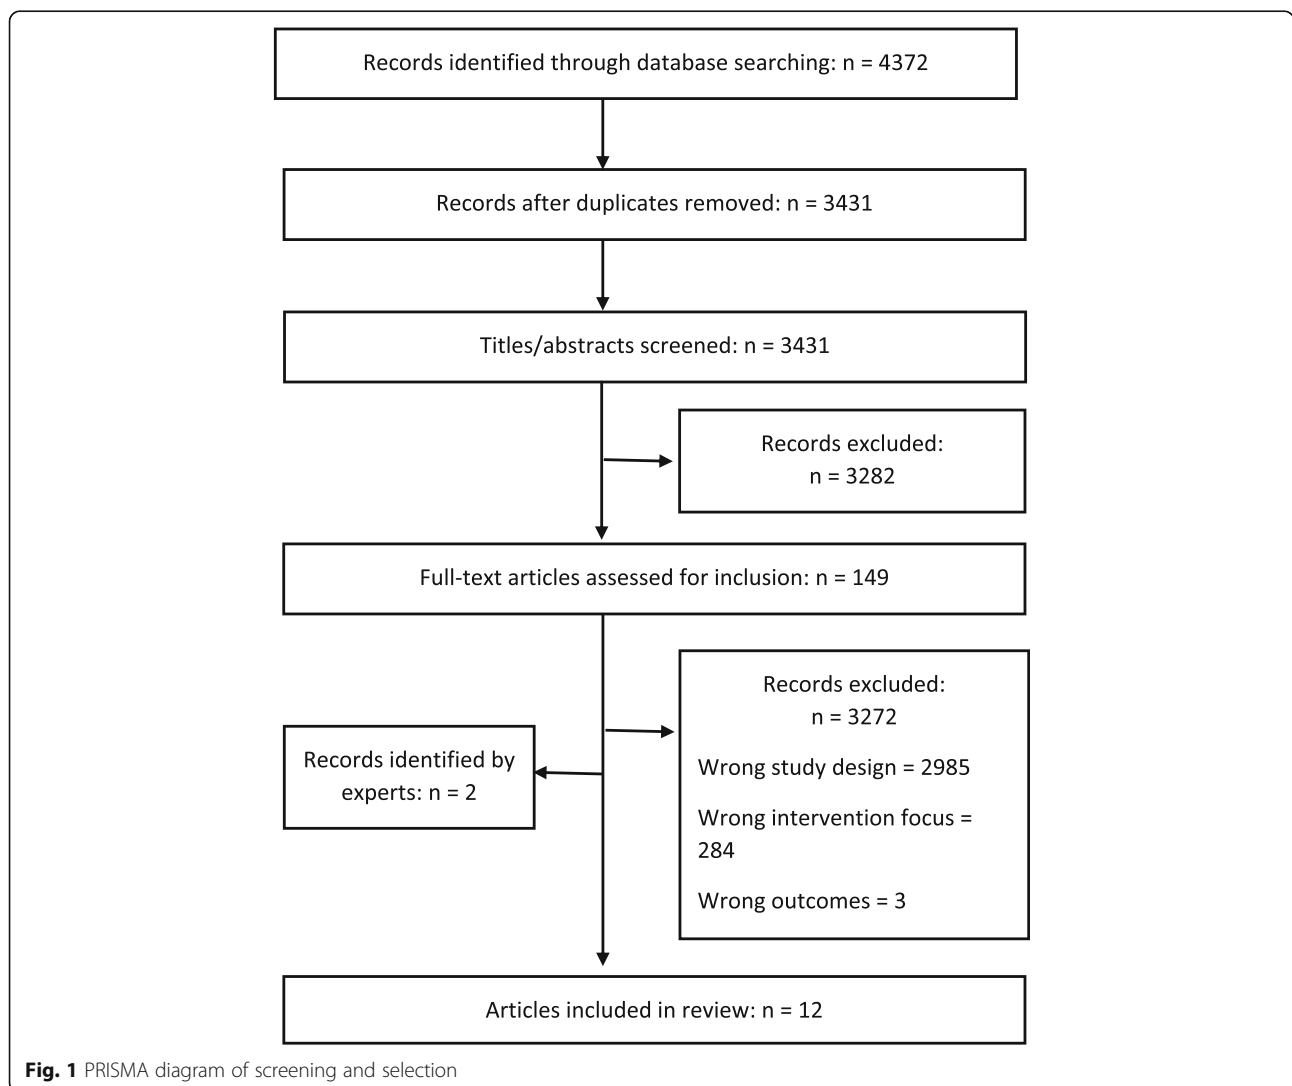 Records identified through database searching: n = 4372
Records after duplicates removed: n = 3431
Titles/abstracts screened: n = 3431
Records excluded:
n = 3282
Full-text articles assessed for inclusion: n = 149
Records excluded:
n = 3272
Wrong study design = 2985
Wrong intervention focus =
284
Wrong outcomes = 3
Records identified by
experts: n = 2
Articles included in review: n = 12
Fig. 1 PRISMA diagram of screening and selection